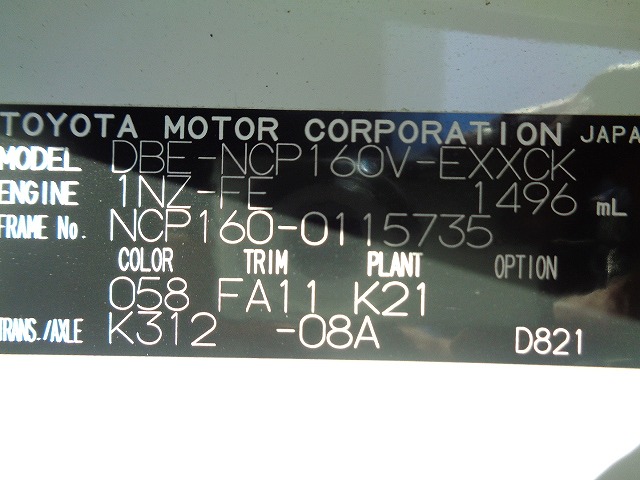 TOYOTA MOTOR CORPORATION JAPA
MODEL DBE-NCP160V-EXXCK
ENGINE 1NZ-FE 1496 mL
FRAME No. NCP160-0115735
COLOR TRIM PLANT OPTION
058 FA11 K21
TRANS./AXLE K312 -08A D821